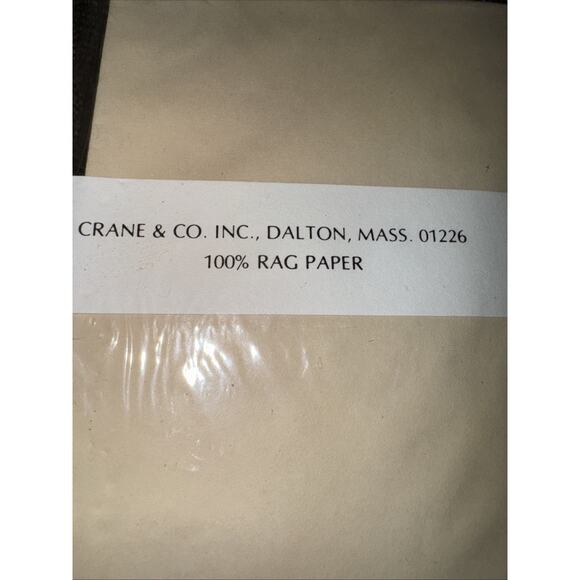 CRANE & CO. INC., DALTON, MASS. 01226
100% RAG PAPER